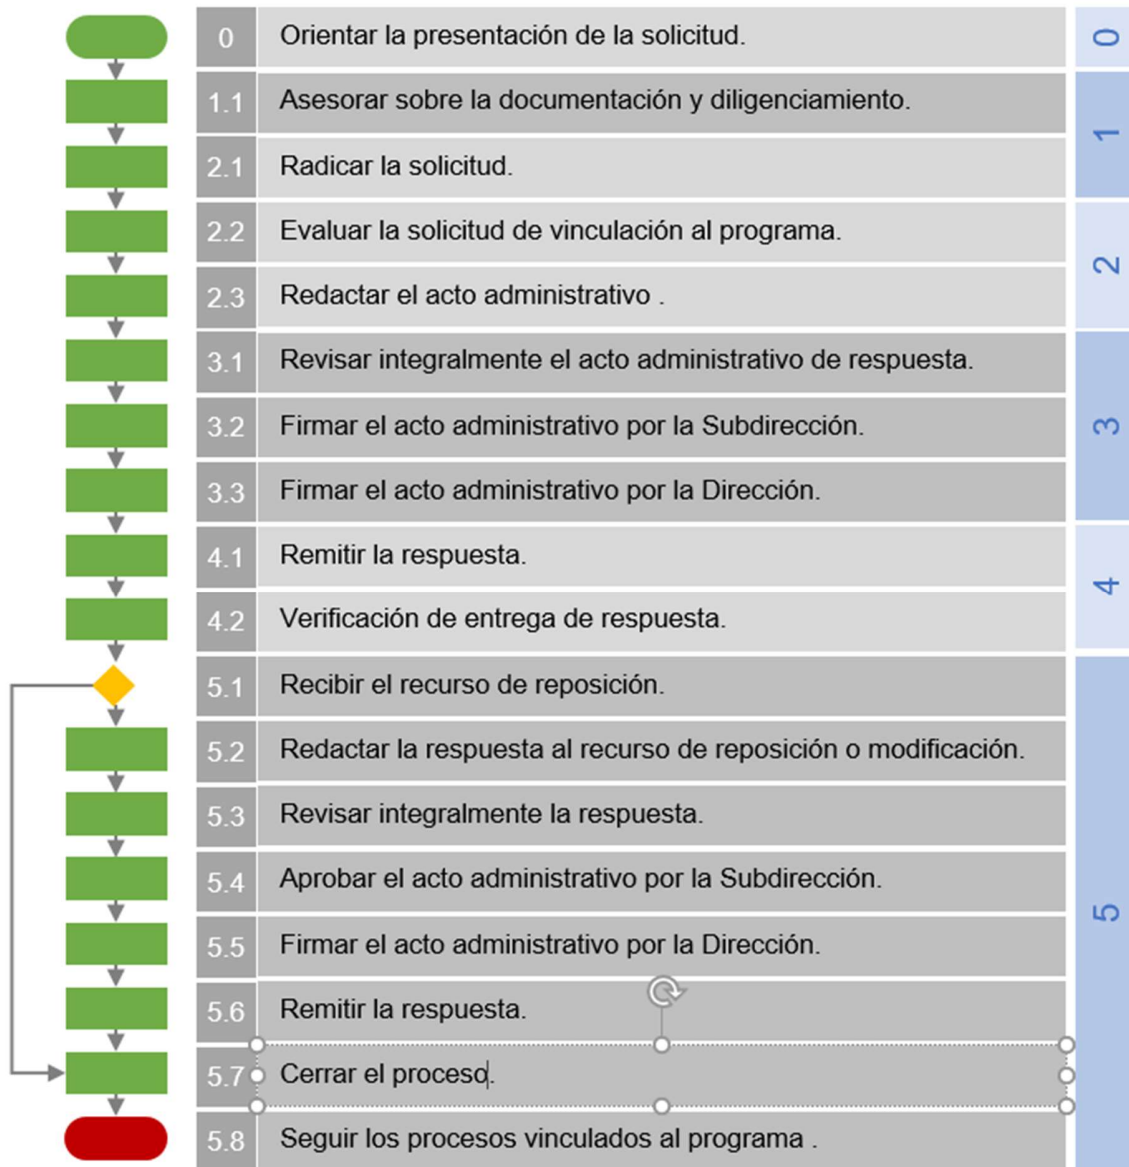 0 Orientar la presentación de la solicitud. 0
1.1 Asesorar sobre la documentación y diligenciamiento. 1
2.1 Radicar la solicitud.
2.2 Evaluar la solicitud de vinculación al programa. 2
2.3 Redactar el acto administrativo .
3.1 Revisar integralmente el acto administrativo de respuesta. 3
3.2 Firmar el acto administrativo por la Subdirección.
3.3 Firmar el acto administrativo por la Dirección.
4.1 Remitir la respuesta. 4
4.2 Verificación de entrega de respuesta.
5.1 Recibir el recurso de reposición. 5
5.2 Redactar la respuesta al recurso de reposición o modificación.
5.3 Revisar integralmente la respuesta.
5.4 Aprobar el acto administrativo por la Subdirección.
5.5 Firmar el acto administrativo por la Dirección.
5.6 Remitir la respuesta.
5.7 Cerrar el proceso.
5.8 Seguir los procesos vinculados al programa .